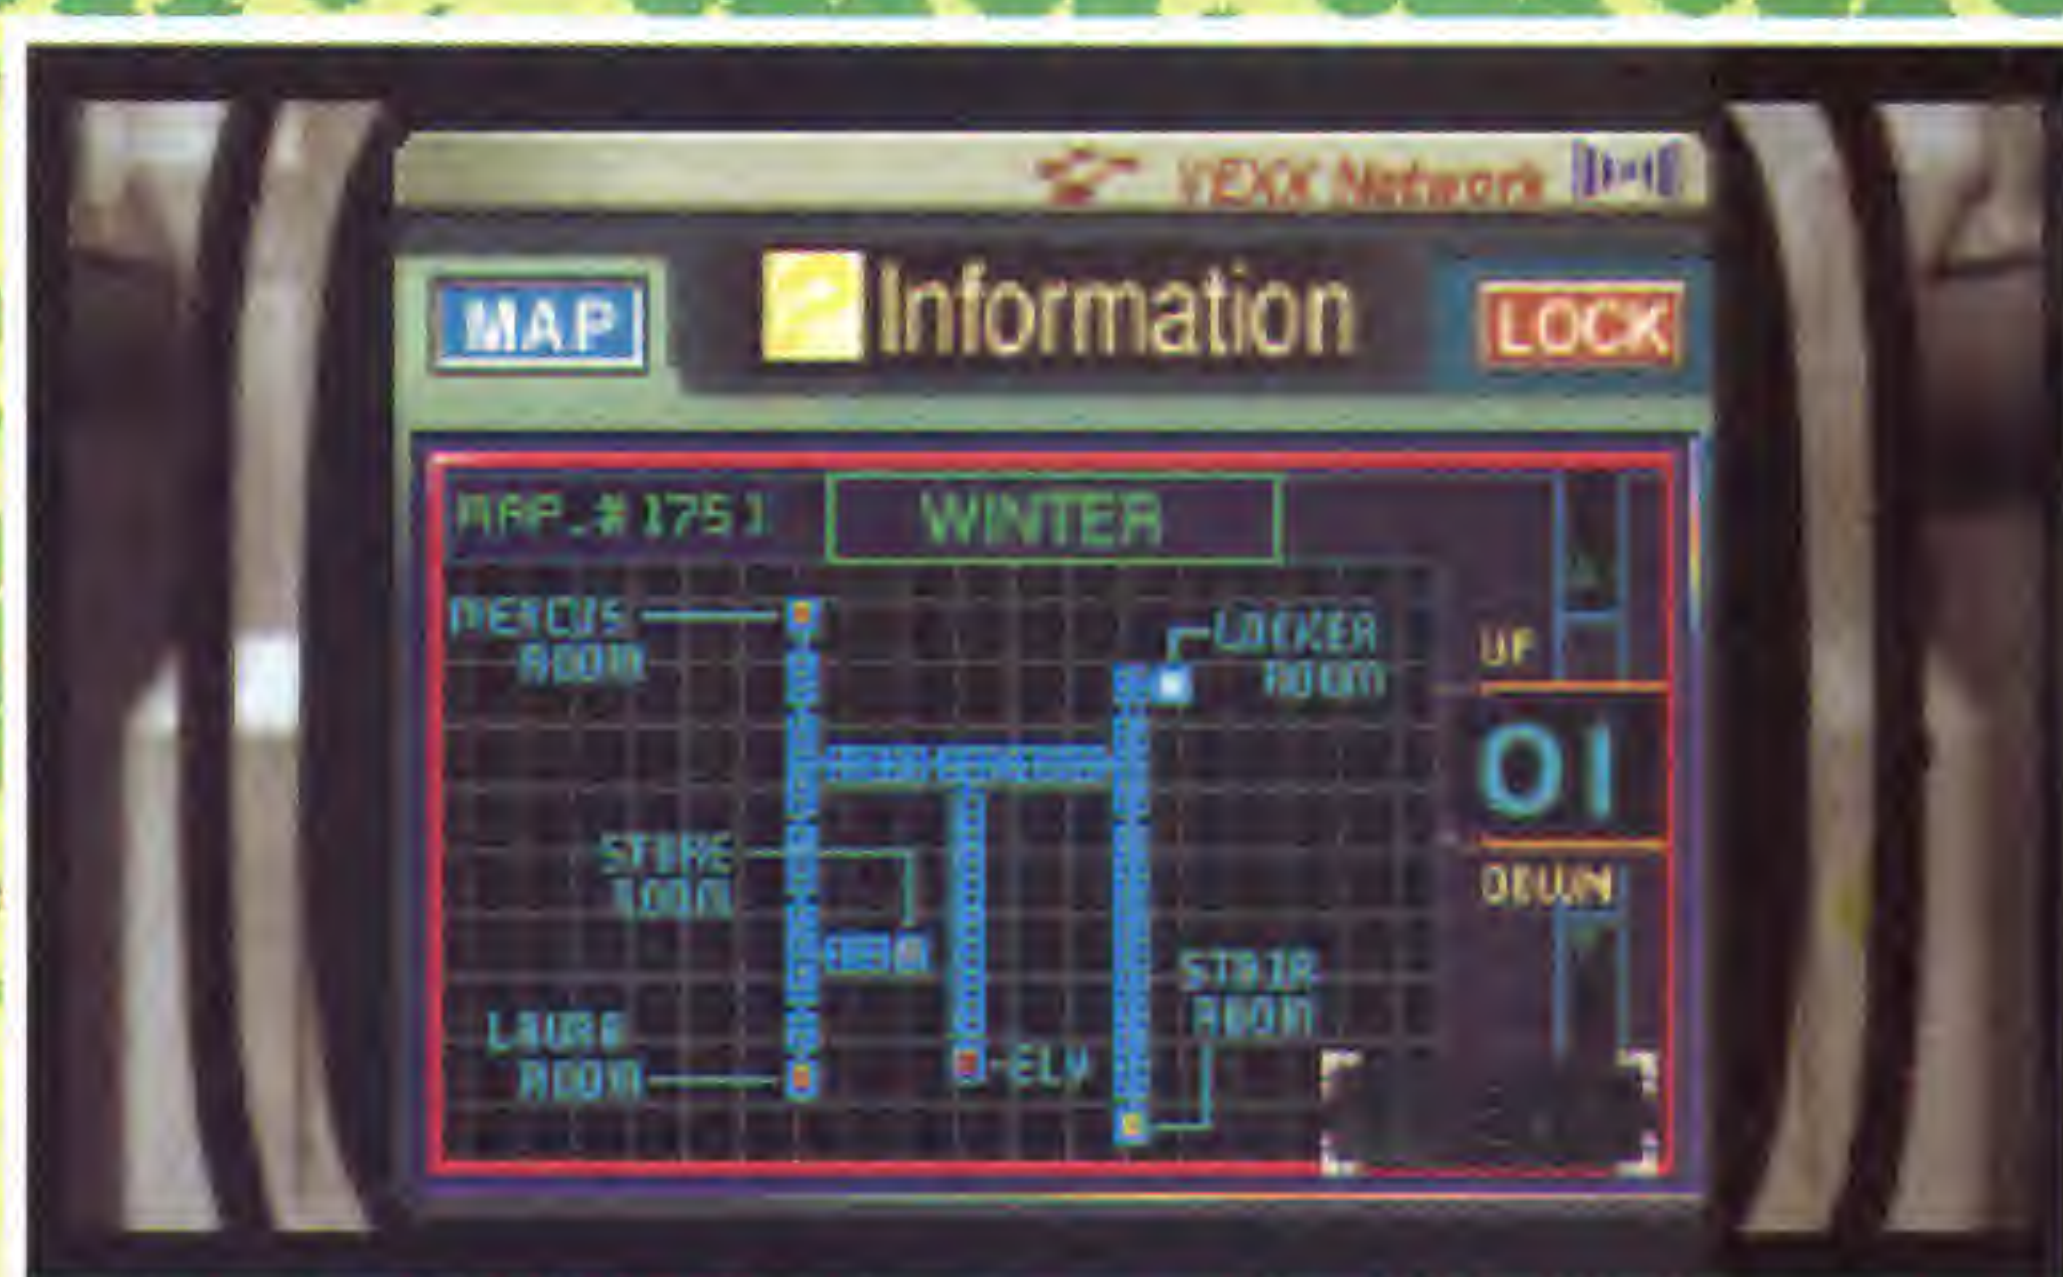 VEXX Network
MAP
Information
LOCK
MAP.#1751
WINTER
ROOM
LOCKER
ROOM
UP
01
STORE
ROOM
DOWN
STAIR
ROOM
ROOM
-ELV